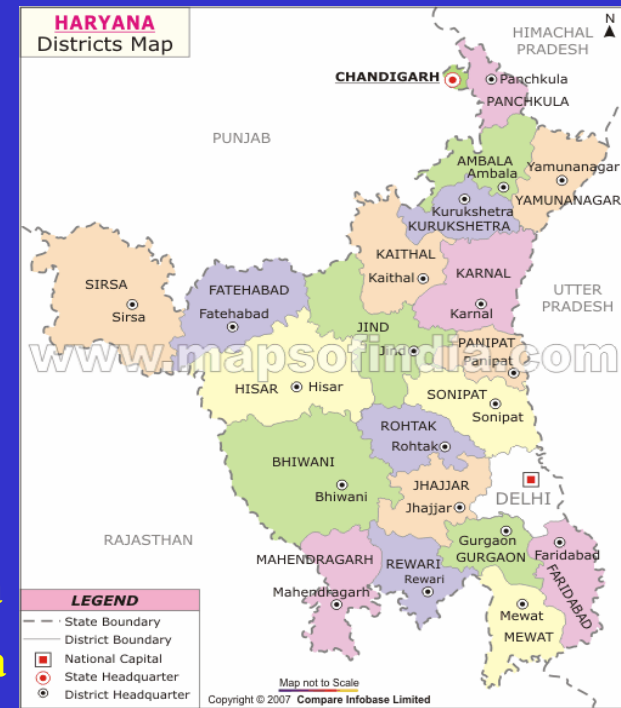 HARYANA
Districts Map
N
HIMACHAL
PRADESH
CHANDIGARH
Panchkula
PANCHKULA
PUNJAB
AMBALA
Ambala
Yamunanagar
YAMUNANAGAR
Kurukshetra
KURUKSHETRA
KAITHAL
Kaithal
KARNAL
Karnal
UTTER
PRADESH
SIRSA
Sirsa
FATEHABAD
Fatehabad
JIND
Jind
PANIPAT
Panipat
www.mapsofindia.com
HISAR
Hisar
SONIPAT
Sonipat
ROHTAK
Rohtak
BHIWANI
Bhiwani
JHAJJAR
Jhajjar
DELHI
RAJASTHAN
Gurgaon
GURGAON
Faridabad
FARIDABAD
MAHENDRAGARH
Mahendragarh
REWARI
Rewari
Mewat
MEWAT
LEGEND
State Boundary
District Boundary
National Capital
State Headquarter
District Headquarter
Map not to Scale
Copyright © 2007 Compare Infobase Limited